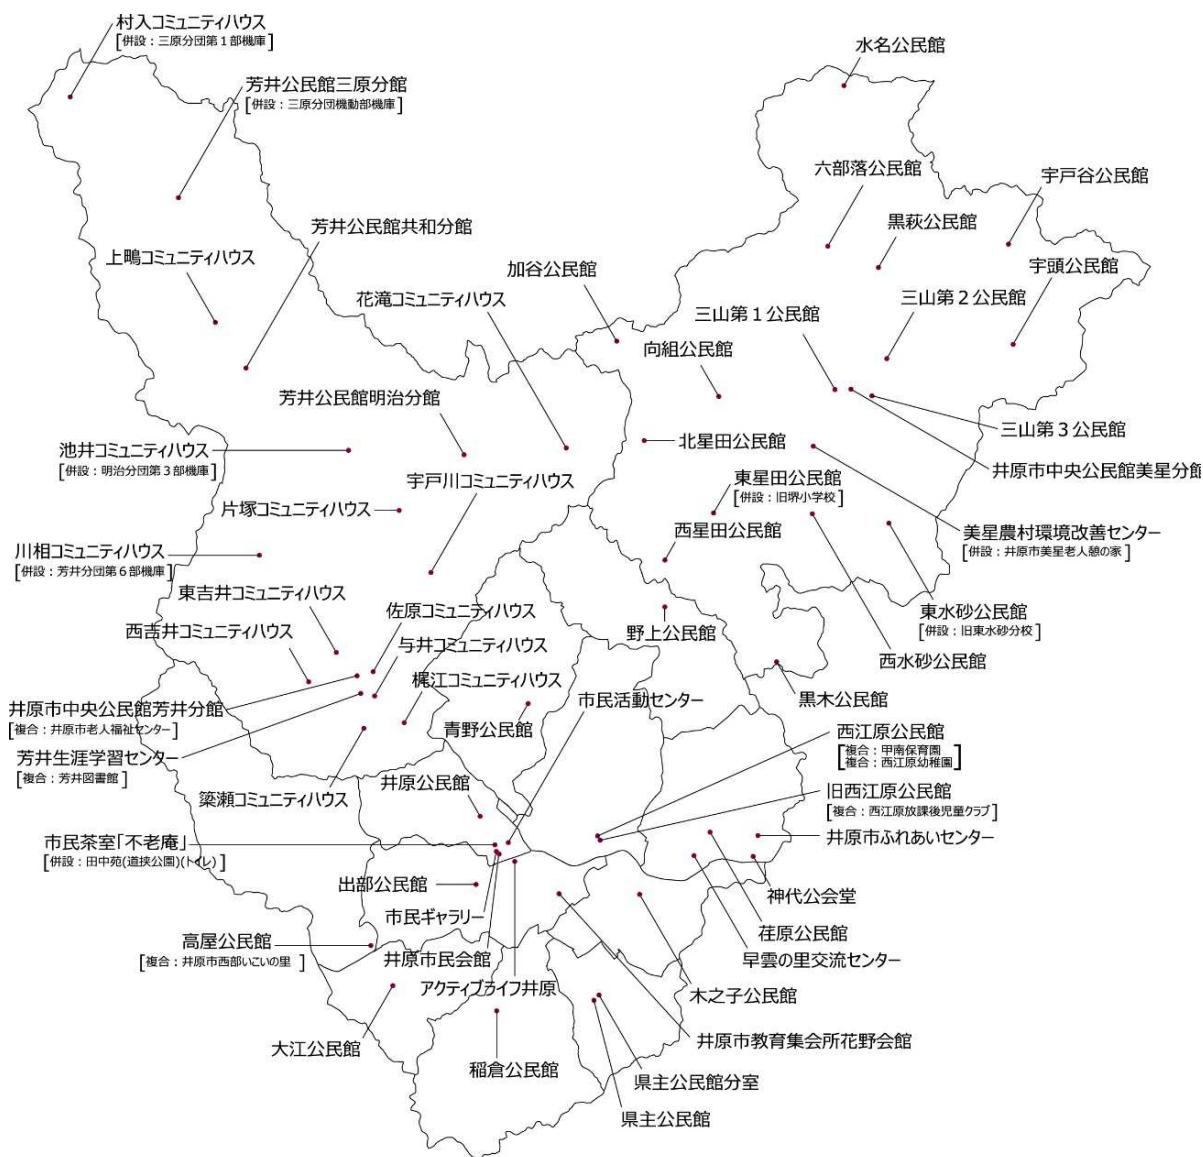 村入コミュニティハウス
[併設：三原分団第１部機庫]
水名公民館
芳井公民館三原分館
[併設：三原分団機動部機庫]
六部落公民館
宇戸谷公民館
芳井公民館共和分館
黒萩公民館
上鴫コミュニティハウス
加谷公民館
宇頭公民館
花滝コミュニティハウス
三山第２公民館
三山第１公民館
向組公民館
芳井公民館明治分館
三山第３公民館
池井コミュニティハウス
[併設：明治分団第３部機庫]
北星田公民館
井原市中央公民館美星分館
宇戸川コミュニティハウス
東星田公民館
[併設：旧堺小学校]
片塚コミュニティハウス
西星田公民館
美星農村環境改善センター
[併設：井原市美星老人憩の家]
川相コミュニティハウス
[併設：芳井分団第６部機庫]
東吉井コミュニティハウス
佐原コミュニティハウス
東水砂公民館
[併設：旧東水砂分校]
西吉井コミュニティハウス
野上公民館
与井コミュニティハウス
西水砂公民館
梶江コミュニティハウス
市民活動センター
黒木公民館
井原市中央公民館芳井分館
[複合：井原市老人福祉センター]
青野公民館
西江原公民館
[複合：甲南保育園
複合：西江原幼稚園]
芳井生涯学習センター
[複合：芳井図書館]
井原公民館
簗瀬コミュニティハウス
旧西江原公民館
[複合：西江原放課後児童クラブ]
市民茶室「不老庵」
[併設：田中苑(道挟公園)(トイレ)]
井原市ふれあいセンター
出部公民館
神代公会堂
市民ギャラリー
荏原公民館
高屋公民館
[複合：井原市西部いこいの里]
井原市民会館
早雲の里交流センター
アクティブライフ井原
木之子公民館
大江公民館
井原市教育集会所花野会館
稲倉公民館
県主公民館分室
県主公民館